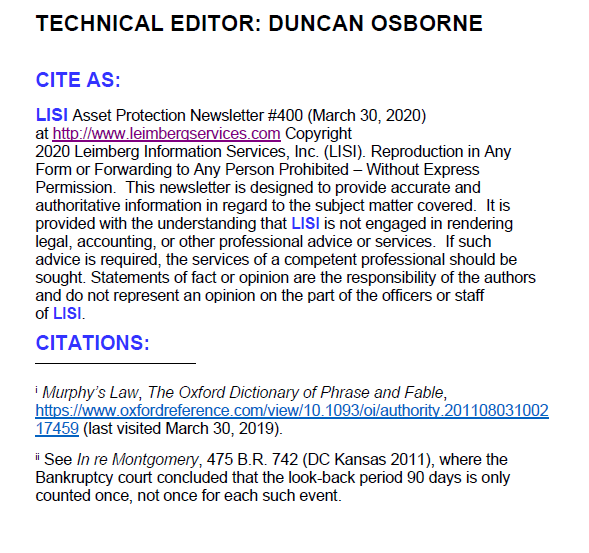 TECHNICAL EDITOR: DUNCAN OSBORNE
CITE AS:
LISI Asset Protection Newsletter #400 (March 30, 2020)
at http://www.leimbergservices.com Copyright
2020 Leimberg Information Services, Inc. (LISI). Reproduction in Any
Form or Forwarding to Any Person Prohibited – Without Express
Permission.  This newsletter is designed to provide accurate and
authoritative information in regard to the subject matter covered.  It is
provided with the understanding that LISI is not engaged in rendering
legal, accounting, or other professional advice or services.  If such
advice is required, the services of a competent professional should be
sought. Statements of fact or opinion are the responsibility of the authors
and do not represent an opinion on the part of the officers or staff
of LISI.
CITATIONS:
i Murphy’s Law, The Oxford Dictionary of Phrase and Fable,
https://www.oxfordreference.com/view/10.1093/oi/authority.201108031002
17459 (last visited March 30, 2019).
ii See In re Montgomery, 475 B.R. 742 (DC Kansas 2011), where the
Bankruptcy court concluded that the look-back period 90 days is only
counted once, not once for each such event.